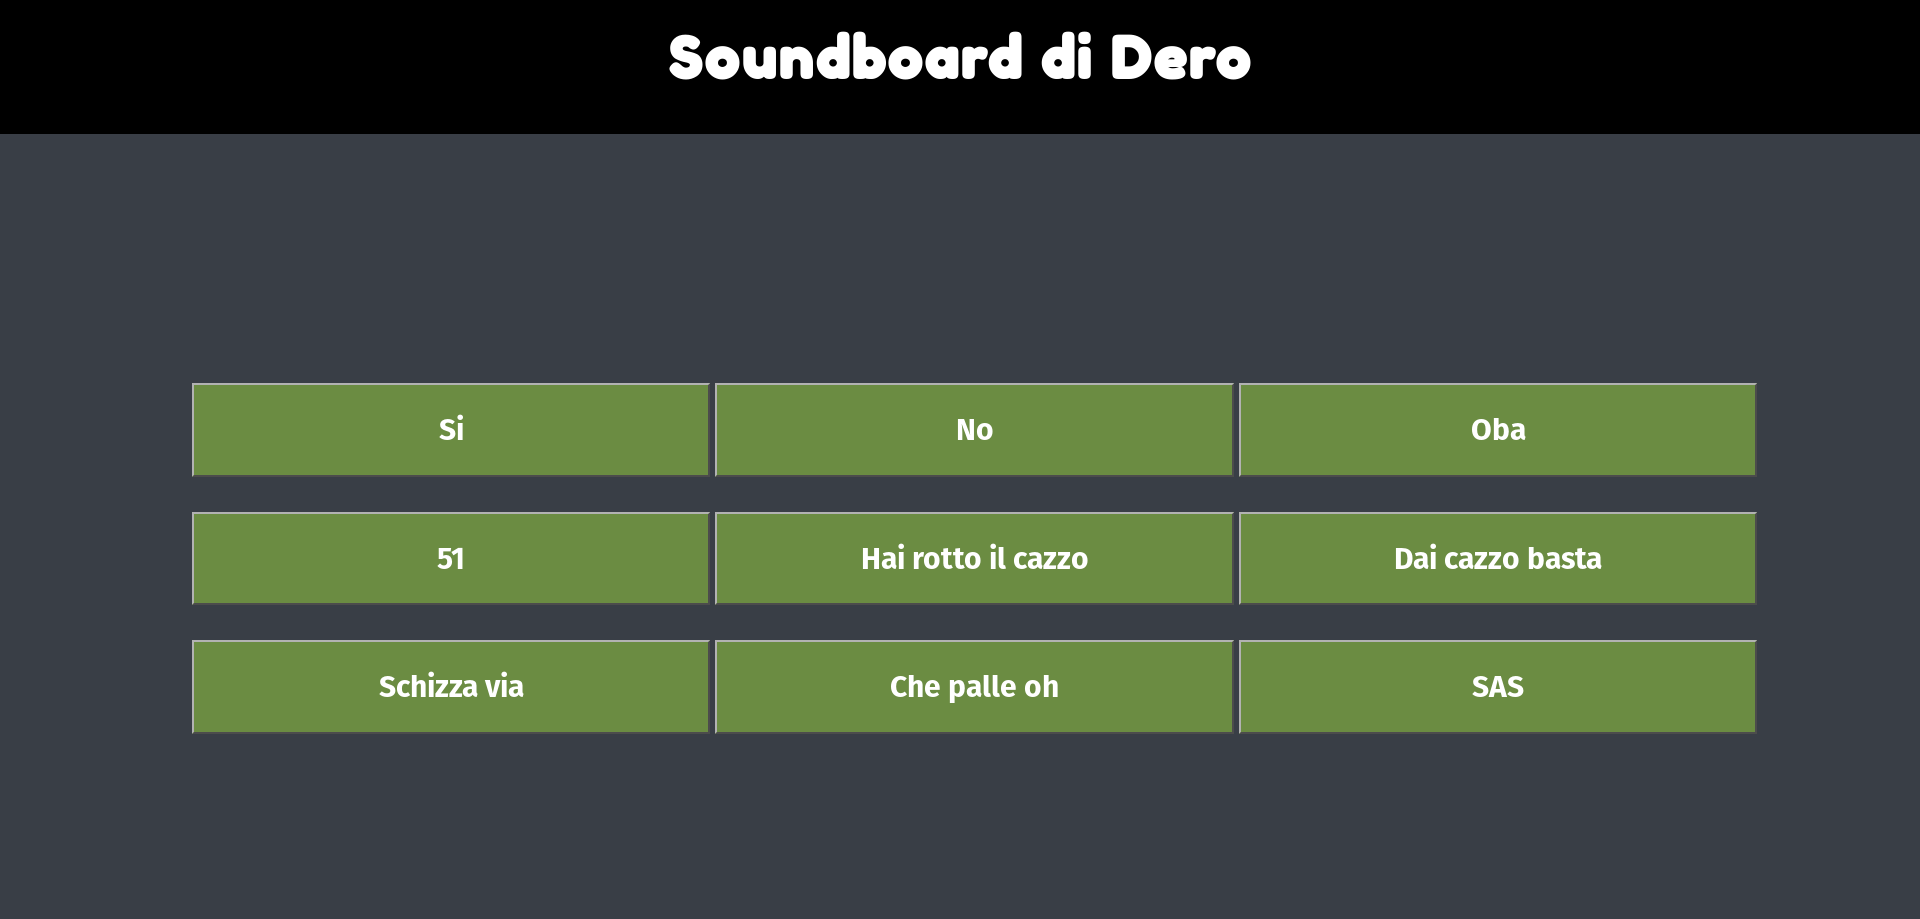 Soundboard di Dero
Si
No
Oba
51
Hai rotto il cazzo
Dai cazzo basta
Schizza via
Che palle oh
SAS